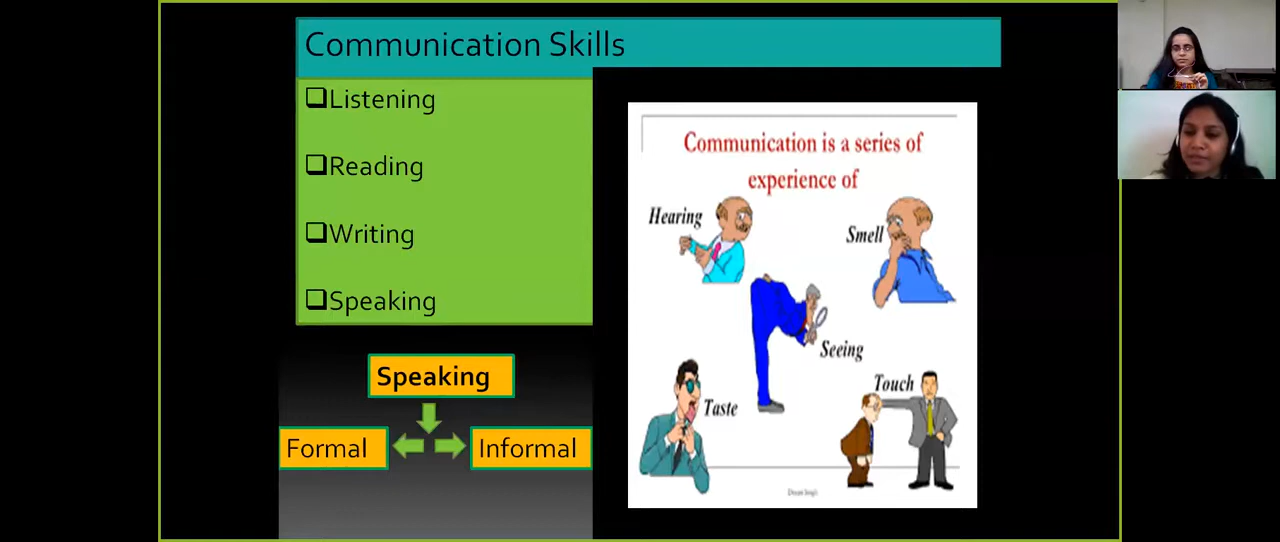 Communication Skills
Listening
Reading
Writing
Speaking
Speaking
Formal
Informal
Communication is a series of
experience of
Hearing
Smell
Seeing
Touch
Taste